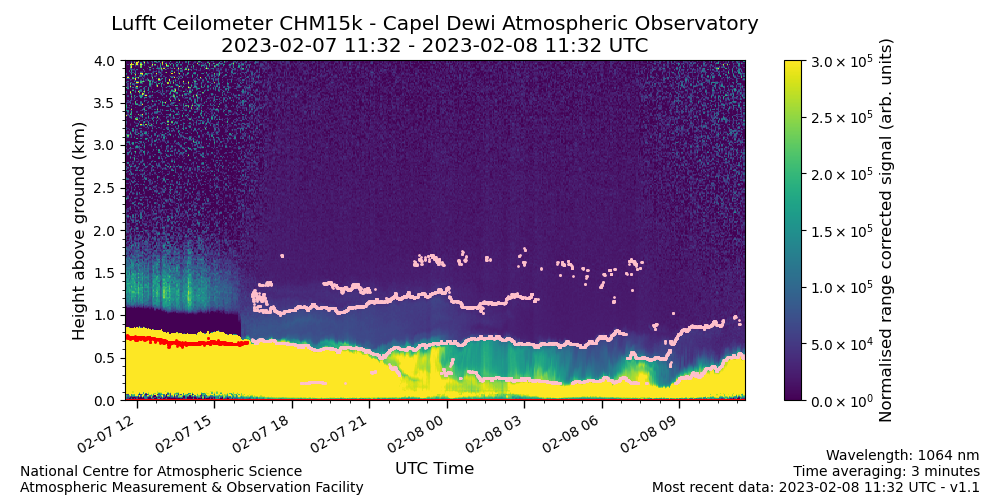 Lufft Ceilometer CHM15k - Capel Dewi Atmospheric Observatory
2023-02-07 11:32 - 2023-02-08 11:32 UTC
4.0
3.5
3.0
2.5
2.0
1.5
1.0
0.5
0.0
Height above ground (km)
02-07 12
02-07 15
02-07 18
02-07 21
02-08 00
02-08 03
02-08 06
02-08 09
UTC Time
3.0 × 10⁵
2.5 × 10⁵
2.0 × 10⁵
1.5 × 10⁵
1.0 × 10⁵
5.0 × 10⁴
0.0 × 10⁰
Normalised range corrected signal (arb. units)
National Centre for Atmospheric Science
Atmospheric Measurement & Observation Facility
Wavelength: 1064 nm
Time averaging: 3 minutes
Most recent data: 2023-02-08 11:32 UTC - v1.1